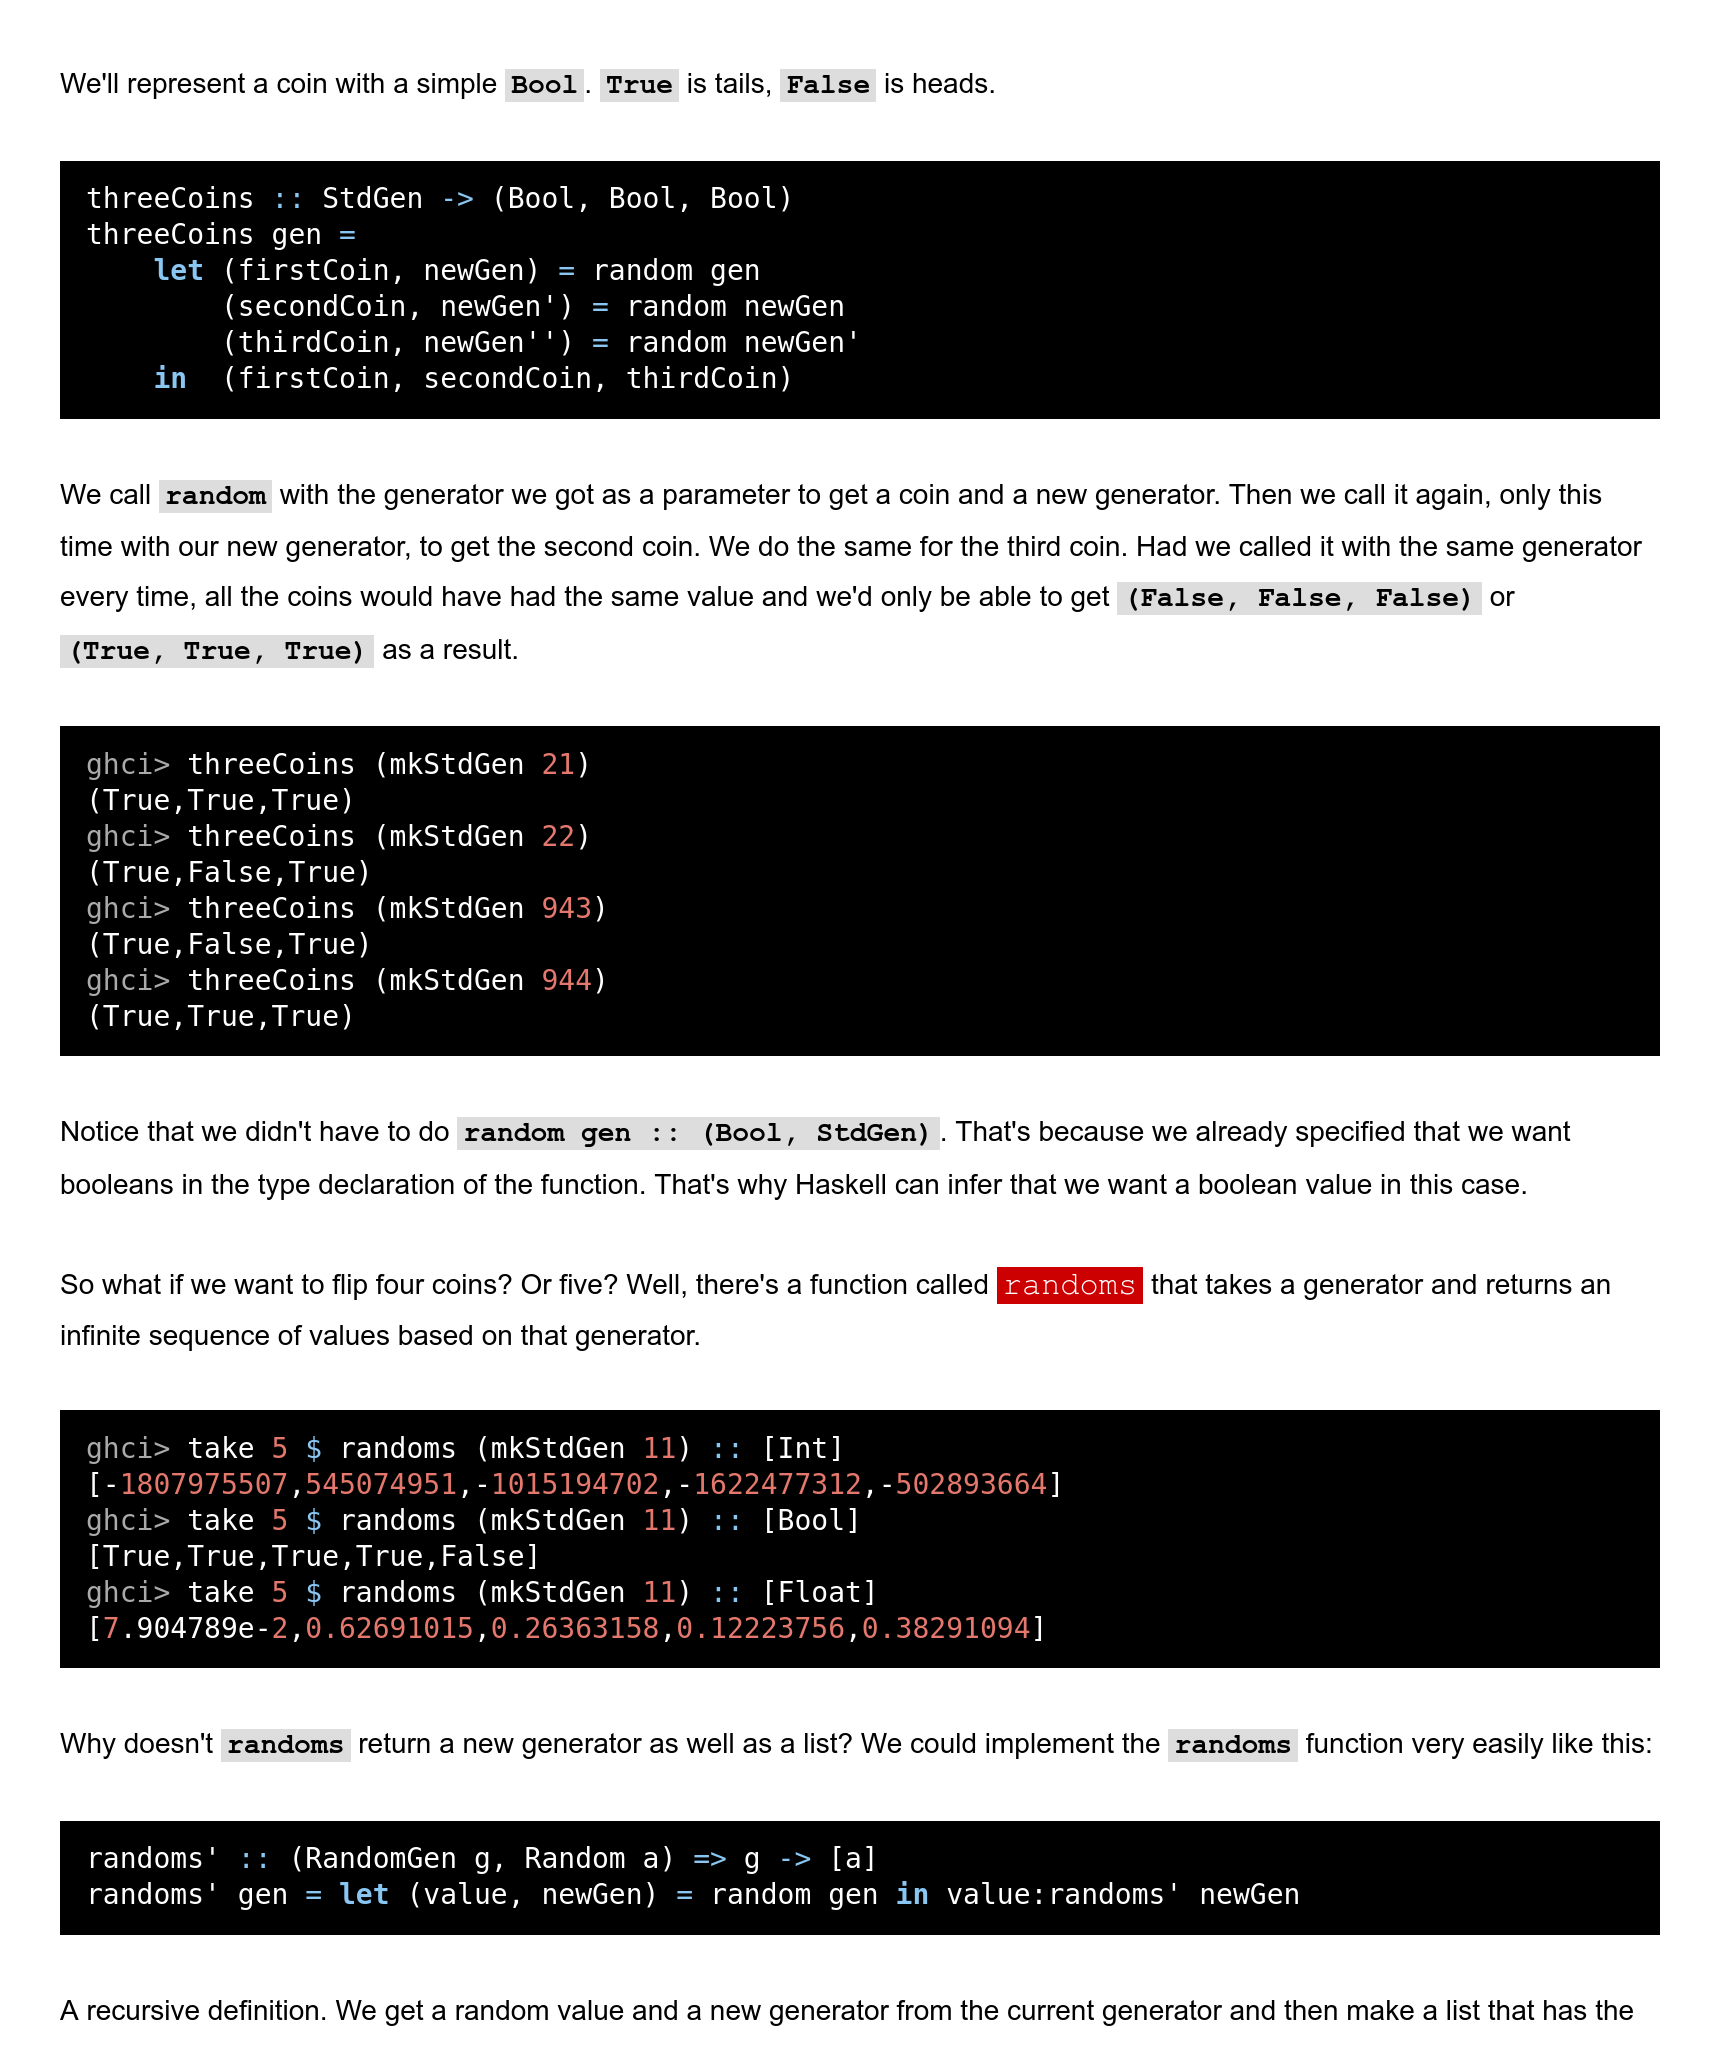 We'll represent a coin with a simple Bool. True is tails, False is heads.
threeCoins :: StdGen -> (Bool, Bool, Bool)
threeCoins gen =
    let (firstCoin, newGen) = random gen
        (secondCoin, newGen') = random newGen
        (thirdCoin, newGen'') = random newGen'
    in  (firstCoin, secondCoin, thirdCoin)
We call random with the generator we got as a parameter to get a coin and a new generator. Then we call it again, only this
time with our new generator, to get the second coin. We do the same for the third coin. Had we called it with the same generator
every time, all the coins would have had the same value and we'd only be able to get (False, False, False) or
(True, True, True) as a result.
ghci> threeCoins (mkStdGen 21)
(True,True,True)
ghci> threeCoins (mkStdGen 22)
(True,False,True)
ghci> threeCoins (mkStdGen 943)
(True,False,True)
ghci> threeCoins (mkStdGen 944)
(True,True,True)
Notice that we didn't have to do random gen :: (Bool, StdGen). That's because we already specified that we want
booleans in the type declaration of the function. That's why Haskell can infer that we want a boolean value in this case.
So what if we want to flip four coins? Or five? Well, there's a function called randoms that takes a generator and returns an
infinite sequence of values based on that generator.
ghci> take 5 $ randoms (mkStdGen 11) :: [Int]
[-1807975507,545074951,-1015194702,-1622477312,-502893664]
ghci> take 5 $ randoms (mkStdGen 11) :: [Bool]
[True,True,True,True,False]
ghci> take 5 $ randoms (mkStdGen 11) :: [Float]
[7.904789e-2,0.62691015,0.26363158,0.12223756,0.38291094]
Why doesn't randoms return a new generator as well as a list? We could implement the randoms function very easily like this:
randoms' :: (RandomGen g, Random a) => g -> [a]
randoms' gen = let (value, newGen) = random gen in value:randoms' newGen
A recursive definition. We get a random value and a new generator from the current generator and then make a list that has the